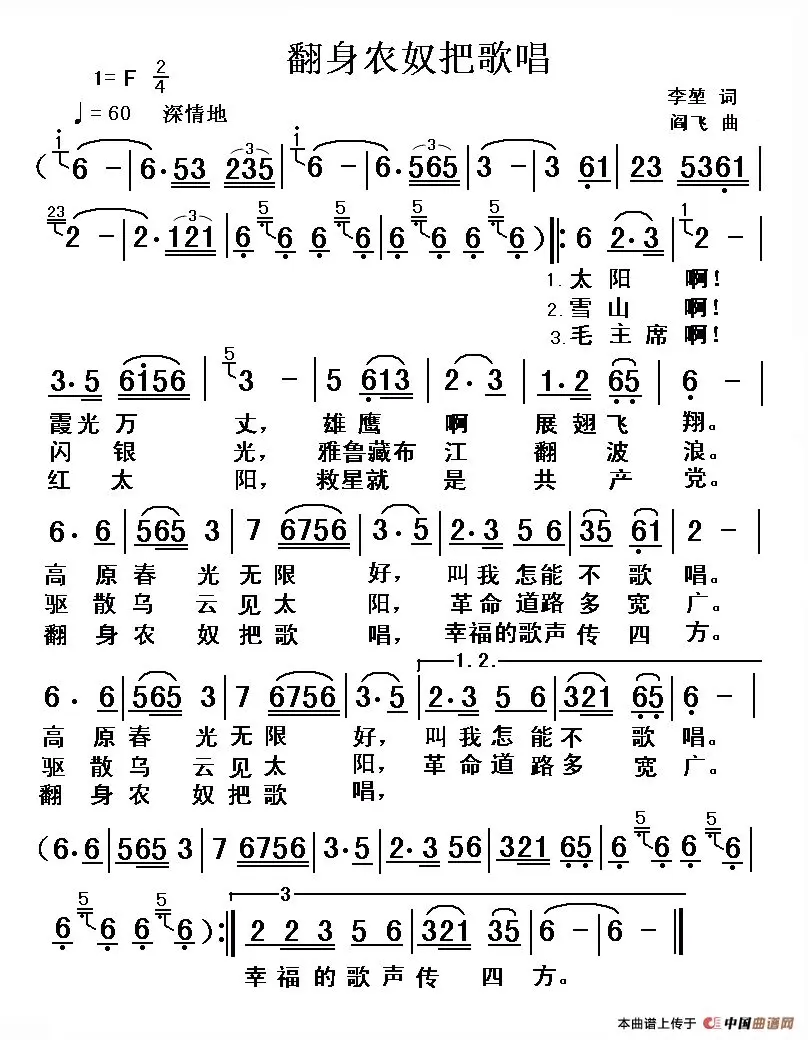 翻身农奴把歌唱
1= F 2/4
♩= 60 深情地
李堃 词
阎飞 曲
( 1 6 - | 6 · 53 235 | 1 6 - | 6 · 565 | 3 - | 3 61 | 23 5361 |
23 2 - | 2 · 121 | 6 5 6 6 5 6 | 6 5 6 6 5 6 ) ‖: 6 2·3 | 1 2 - |
1. 太阳 啊!
2. 雪山 啊!
3. 毛主席啊!
3·5 6156 | 5 3 - | 5 613 | 2·3 | 1·2 65 | 6 - |
霞光万 丈, 雄鹰 啊 展翅飞 翔。
闪银 光, 雅鲁藏布江 翻波 浪。
红太 阳, 救星就 是 共产 党。
6· 6 | 565 3 | 7 6756 | 3·5 | 2·3 5 6 | 35 61 | 2 - |
高 原春 光无限 好, 叫我怎能不歌 唱。
驱 散乌 云见太 阳, 革命道路多宽 广。
翻 身农 奴把歌 唱, 幸福的歌声传四 方。
1.2.
6· 6 | 565 3 | 7 6756 | 3·5 | 2·3 5 6 | 321 65 | 6 - |
高 原春 光无限 好, 叫我怎能不 歌 唱。
驱 散乌 云见太 阳, 革命道路多 宽 广。
翻 身农 奴把歌 唱,
( 6·6 | 565 3 | 7 6756 | 3·5 | 2·3 56 | 321 65 | 6 5 6 6 5 6 |
3
6 5 6 6 5 6 ) :‖ 2 2 3 5 6 | 321 35 | 6 - | 6 - ‖
幸福的歌声传 四 方。
本曲谱上传于 中国曲谱网